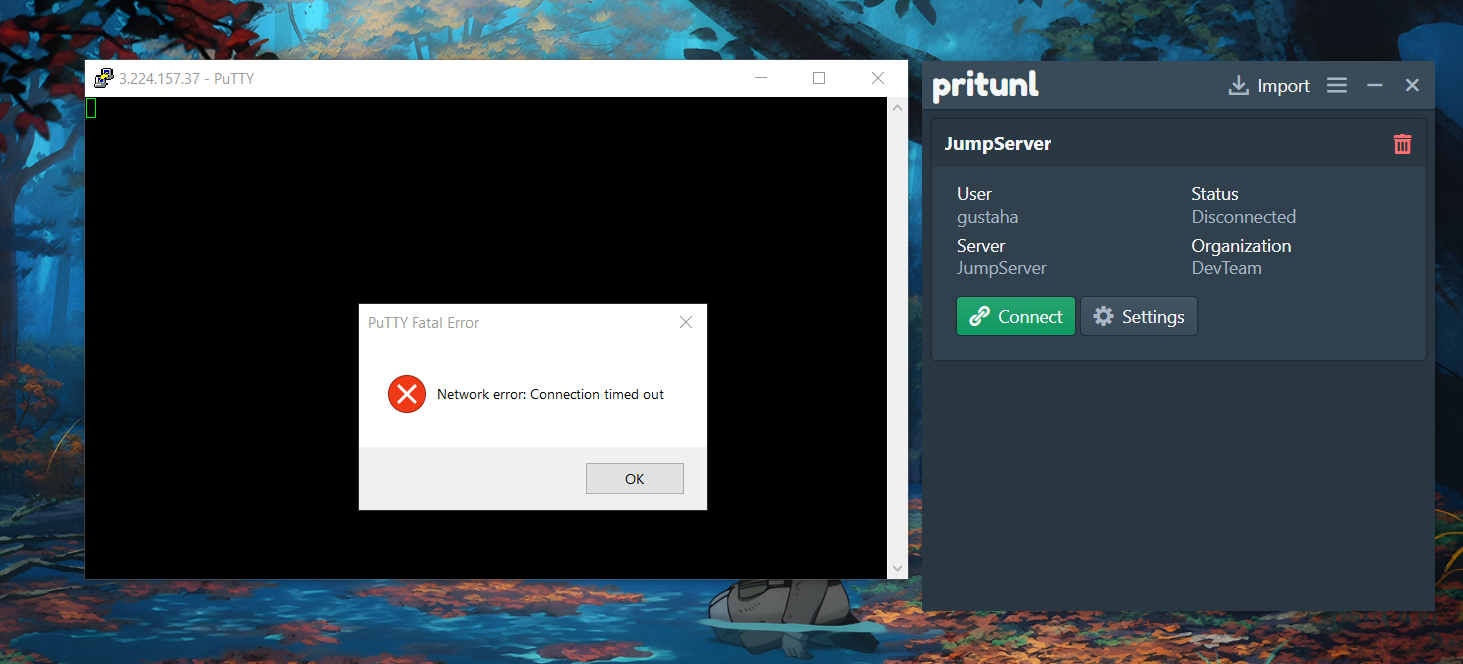 3.224.157.37 - PuTTY
PuTTY Fatal Error
Network error: Connection timed out
OK
pritunl
Import
JumpServer
User
Status
gustaha
Disconnected
Server
Organization
JumpServer
DevTeam
Connect
Settings